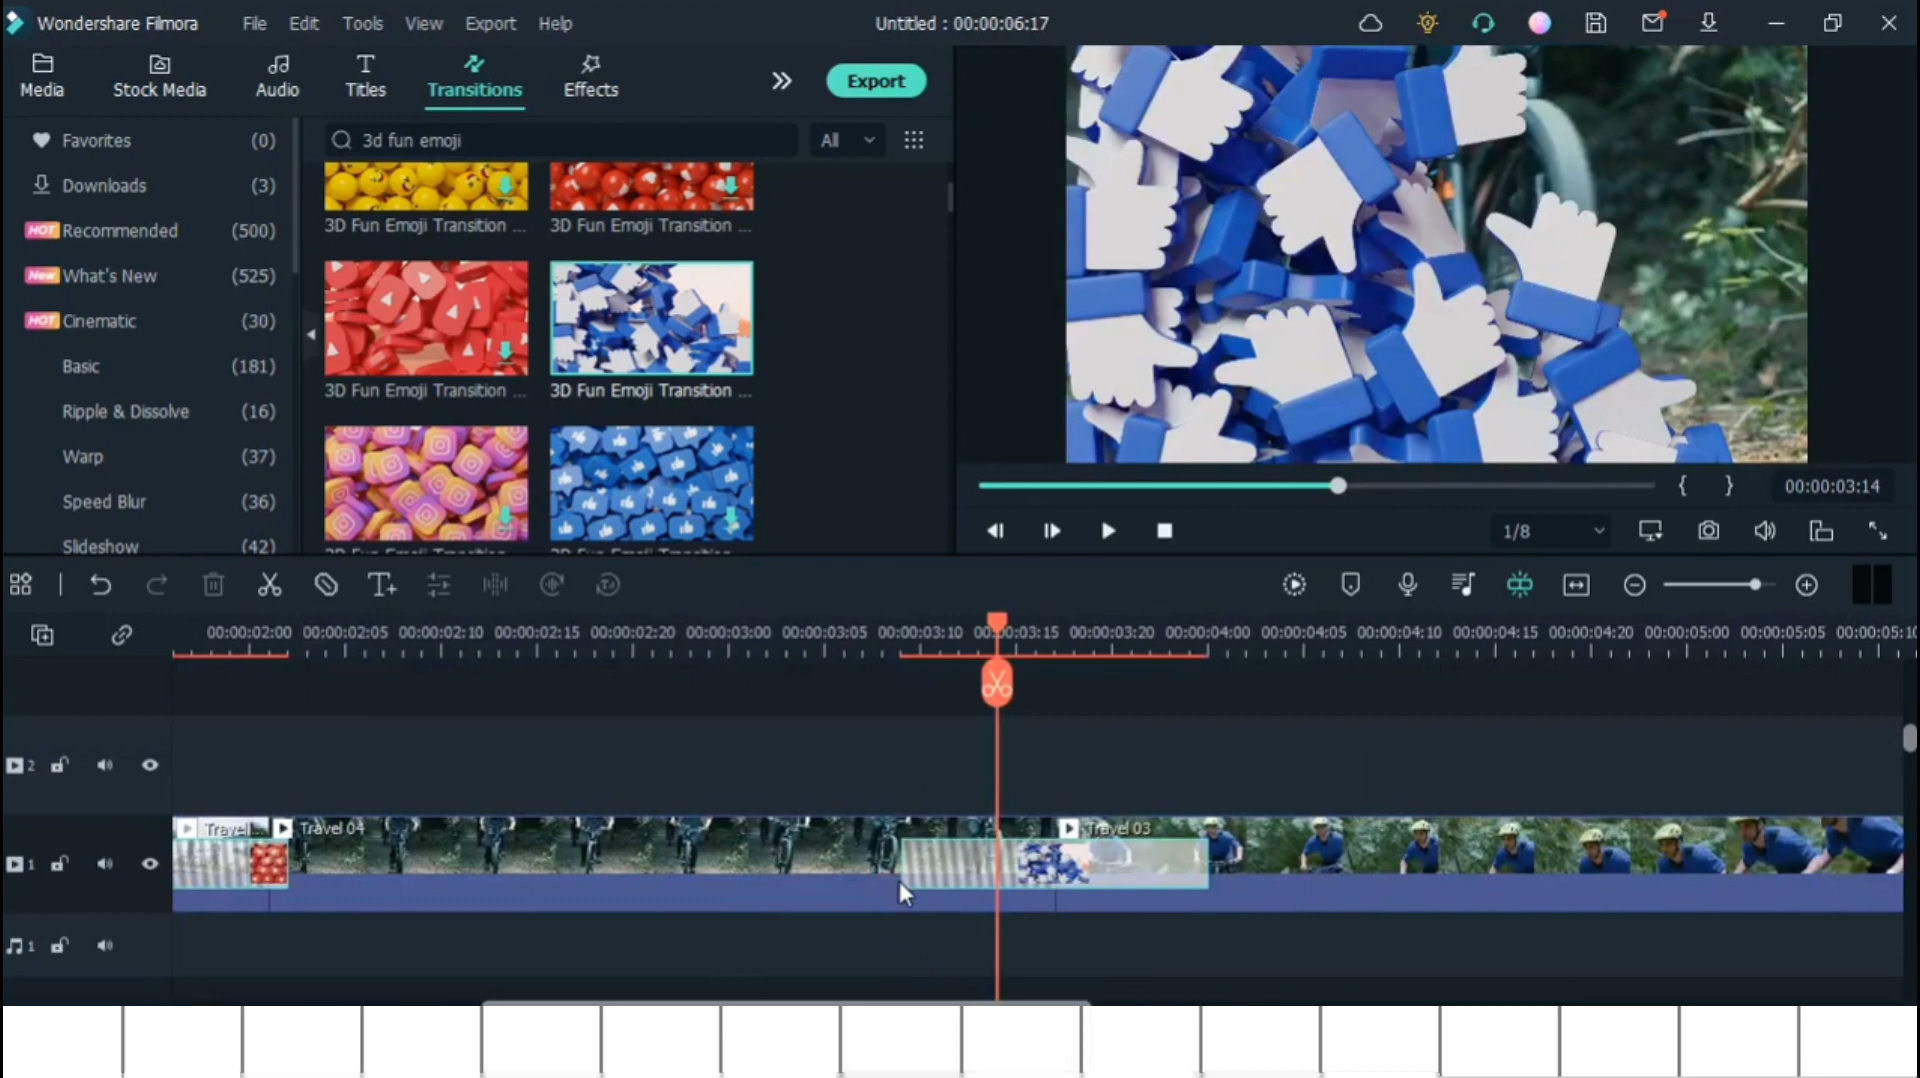 Wondershare Filmora File Edit Tools View Export Help Untitled : 00:00:06:17
Media Stock Media Audio Titles Transitions Effects Export
Favorites (0) 3d fun emoji All
Downloads (3)
HOT Recommended (500) 3D Fun Emoji Transition ... 3D Fun Emoji Transition ...
New What's New (525)
HOT Cinematic (30)
Basic (181)
3D Fun Emoji Transition ... 3D Fun Emoji Transition ...
Ripple & Dissolve (16)
Warp (37)
Speed Blur (36)
Slideshow (42)
{ } 00:00:03:14
1/8
00:00:02:00 00:00:02:05 00:00:02:10 00:00:02:15 00:00:02:20 00:00:03:00 00:00:03:05 00:00:03:10 00:00:03:15 00:00:03:20 00:00:04:00 00:00:04:05 00:00:04:10 00:00:04:15 00:00:04:20 00:00:05:00 00:00:05:05 00:00:05:10
2
Travel... Travel 04 Travel 03
1
1